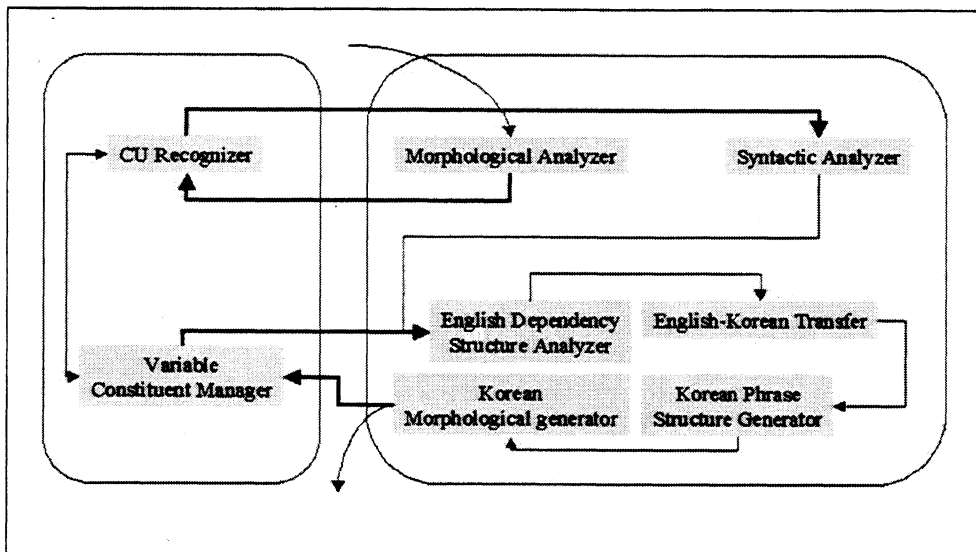 CU Recognizer
Morphological Analyzer
Syntactic Analyzer
English Dependency
Structure Analyzer
English-Korean Transfer
Variable
Constituent Manager
Korean
Morphological generator
Korean Phrase
Structure Generator